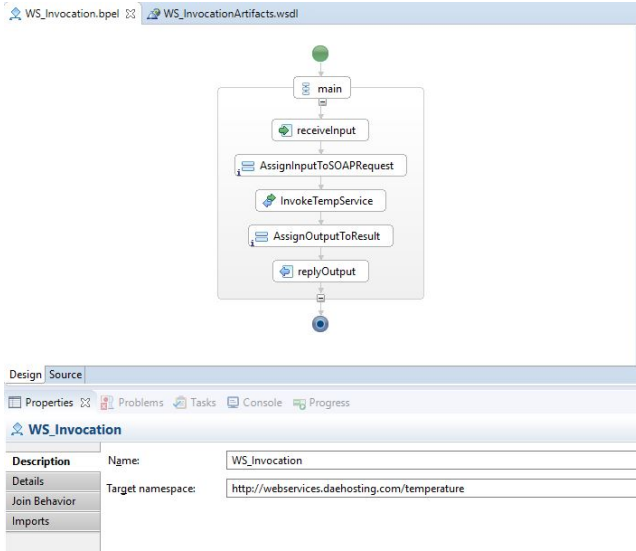 WS_Invocation.bpel WS_InvocationArtifacts.wsdl
main
receiveInput
AssignInputToSOAPRequest
InvokeTempService
AssignOutputToResult
replyOutput
Design Source
Properties Problems Tasks Console Progress
WS_Invocation
Description Name: WS_Invocation
Details
Target namespace: http://webservices.daehosting.com/temperature
Join Behavior
Imports